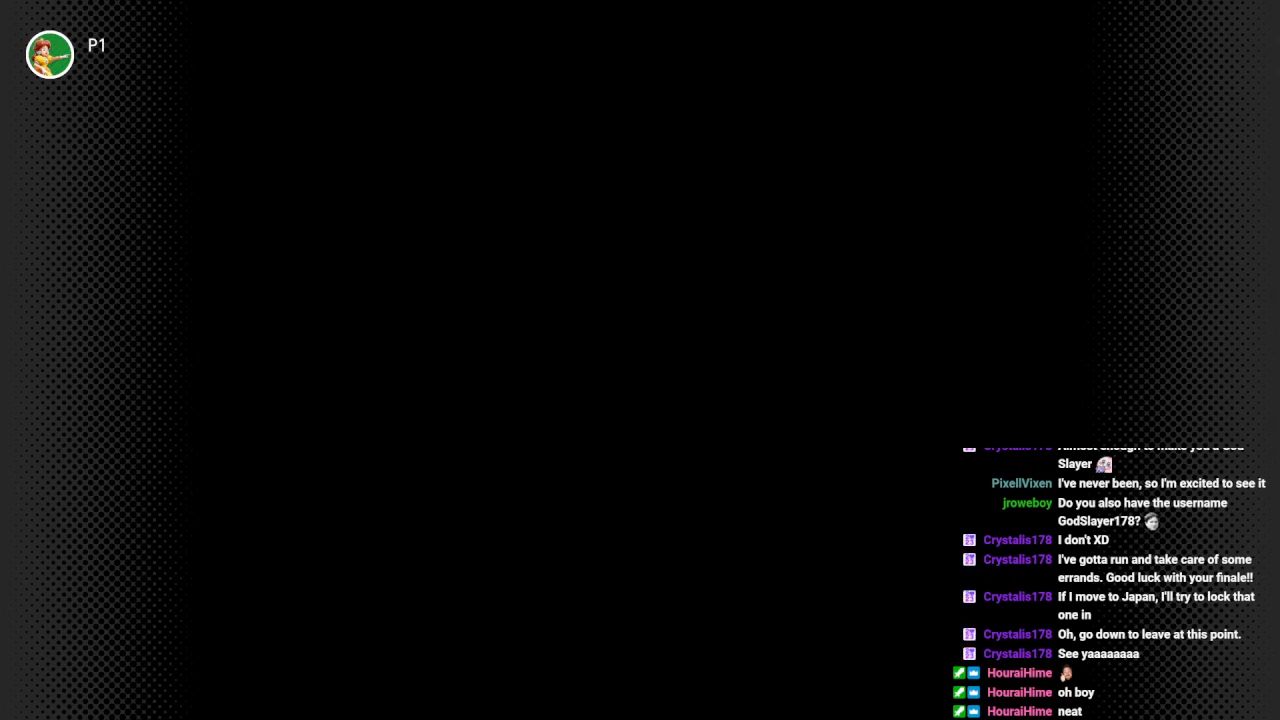 P1
Slayer
PixellVixen I've never been, so I'm excited to see it
jroweboy Do you also have the username
GodSlayer178?
Crystalis178 I don't XD
Crystalis178 I've gotta run and take care of some
errands. Good luck with your finale!!
Crystalis178 If I move to Japan, I'll try to lock that
one in
Crystalis178 Oh, go down to leave at this point.
Crystalis178 See yaaaaaaaa
HouraiHime
HouraiHime oh boy
HouraiHime neat